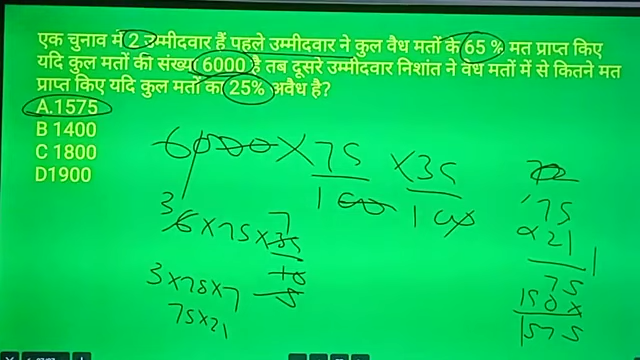 एक चुनाव में 2 उम्मीदवार हैं पहले उम्मीदवार ने कुल वैध मतों के 65 % मत प्राप्त किए
यदि कुल मतों की संख्या 6000 है तब दूसरे उम्मीदवार निशांत ने वैध मतों में से कितने मत
प्राप्त किए यदि कुल मतों का 25% अवैध है?
A.1575
B 1400
C 1800
D1900
6000 × 75/100 × 35/100
3 6 × 75 × 35 7
10
3×75×7
75×21
75
×21
75
150×
1575